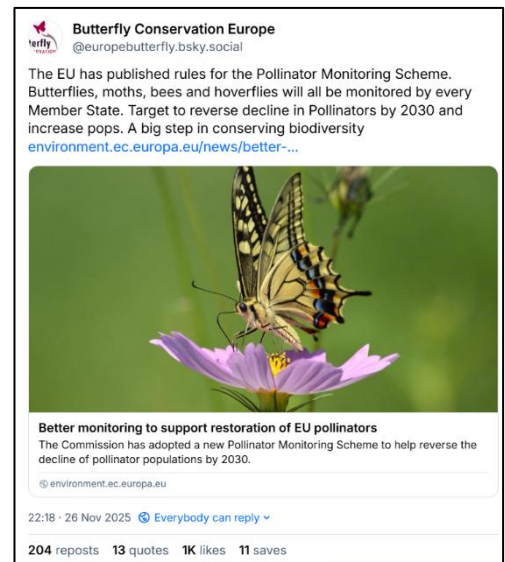 Butterfly Conservation Europe
@europebutterfly.bsky.social
The EU has published rules for the Pollinator Monitoring Scheme.
Butterflies, moths, bees and hoverflies will all be monitored by every
Member State. Target to reverse decline in Pollinators by 2030 and
increase pops. A big step in conserving biodiversity
environment.ec.europa.eu/news/better-...
Better monitoring to support restoration of EU pollinators
The Commission has adopted a new Pollinator Monitoring Scheme to help reverse the
decline of pollinator populations by 2030.
environment.ec.europa.eu
22:18 · 26 Nov 2025 Everybody can reply
204 reposts 13 quotes 1K likes 11 saves